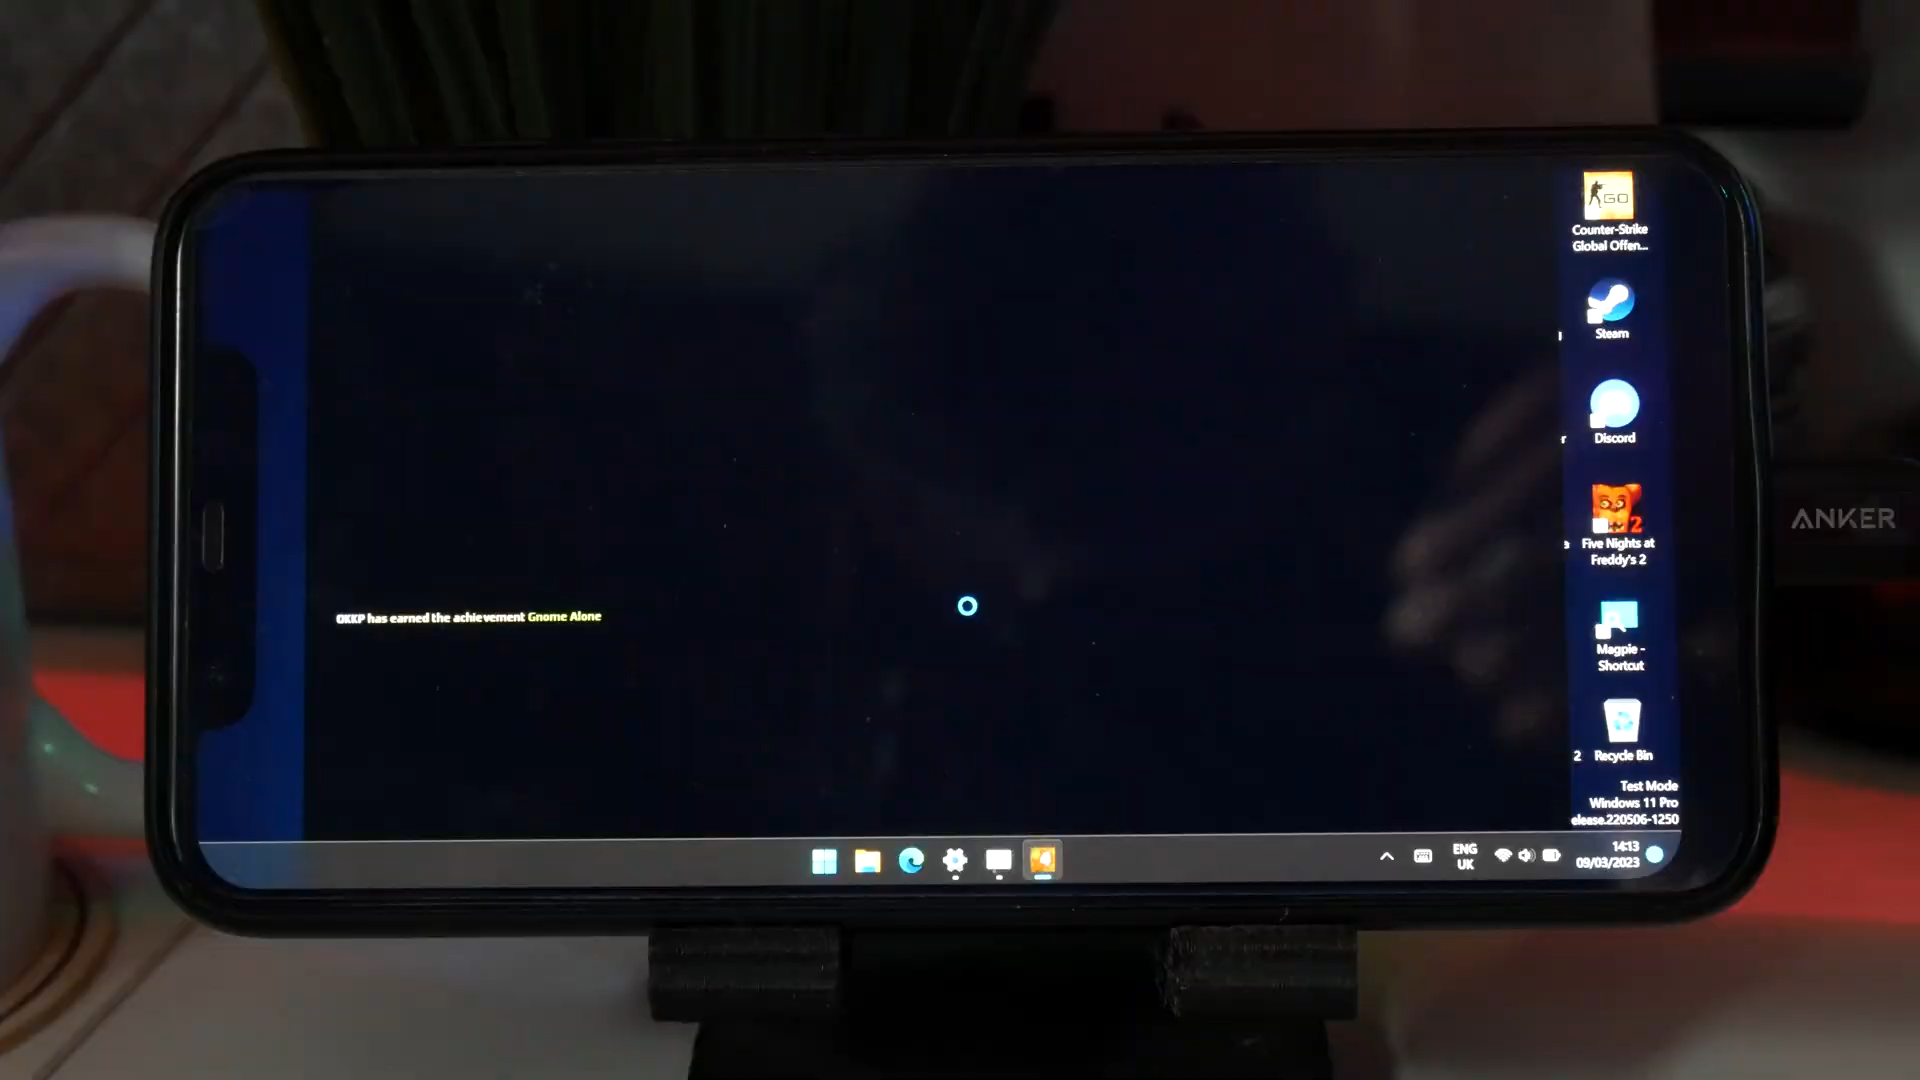 GO
Counter-Strike
Global Offen...
Steam
Discord
2
Five Nights at
Freddy's 2
Magpie -
Shortcut
2 Recycle Bin
Test Mode
Windows 11 Pro
elease.220506-1250
OKKP has earned the achievement Gnome Alone
ENG
UK
14:13
09/03/2023
ANKER